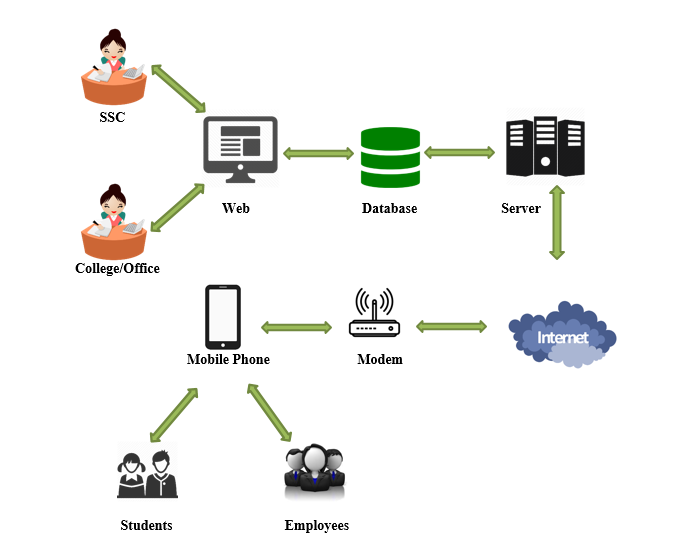 SSC
Web
Database
Server
College/Office
Internet
Mobile Phone
Modem
Students
Employees